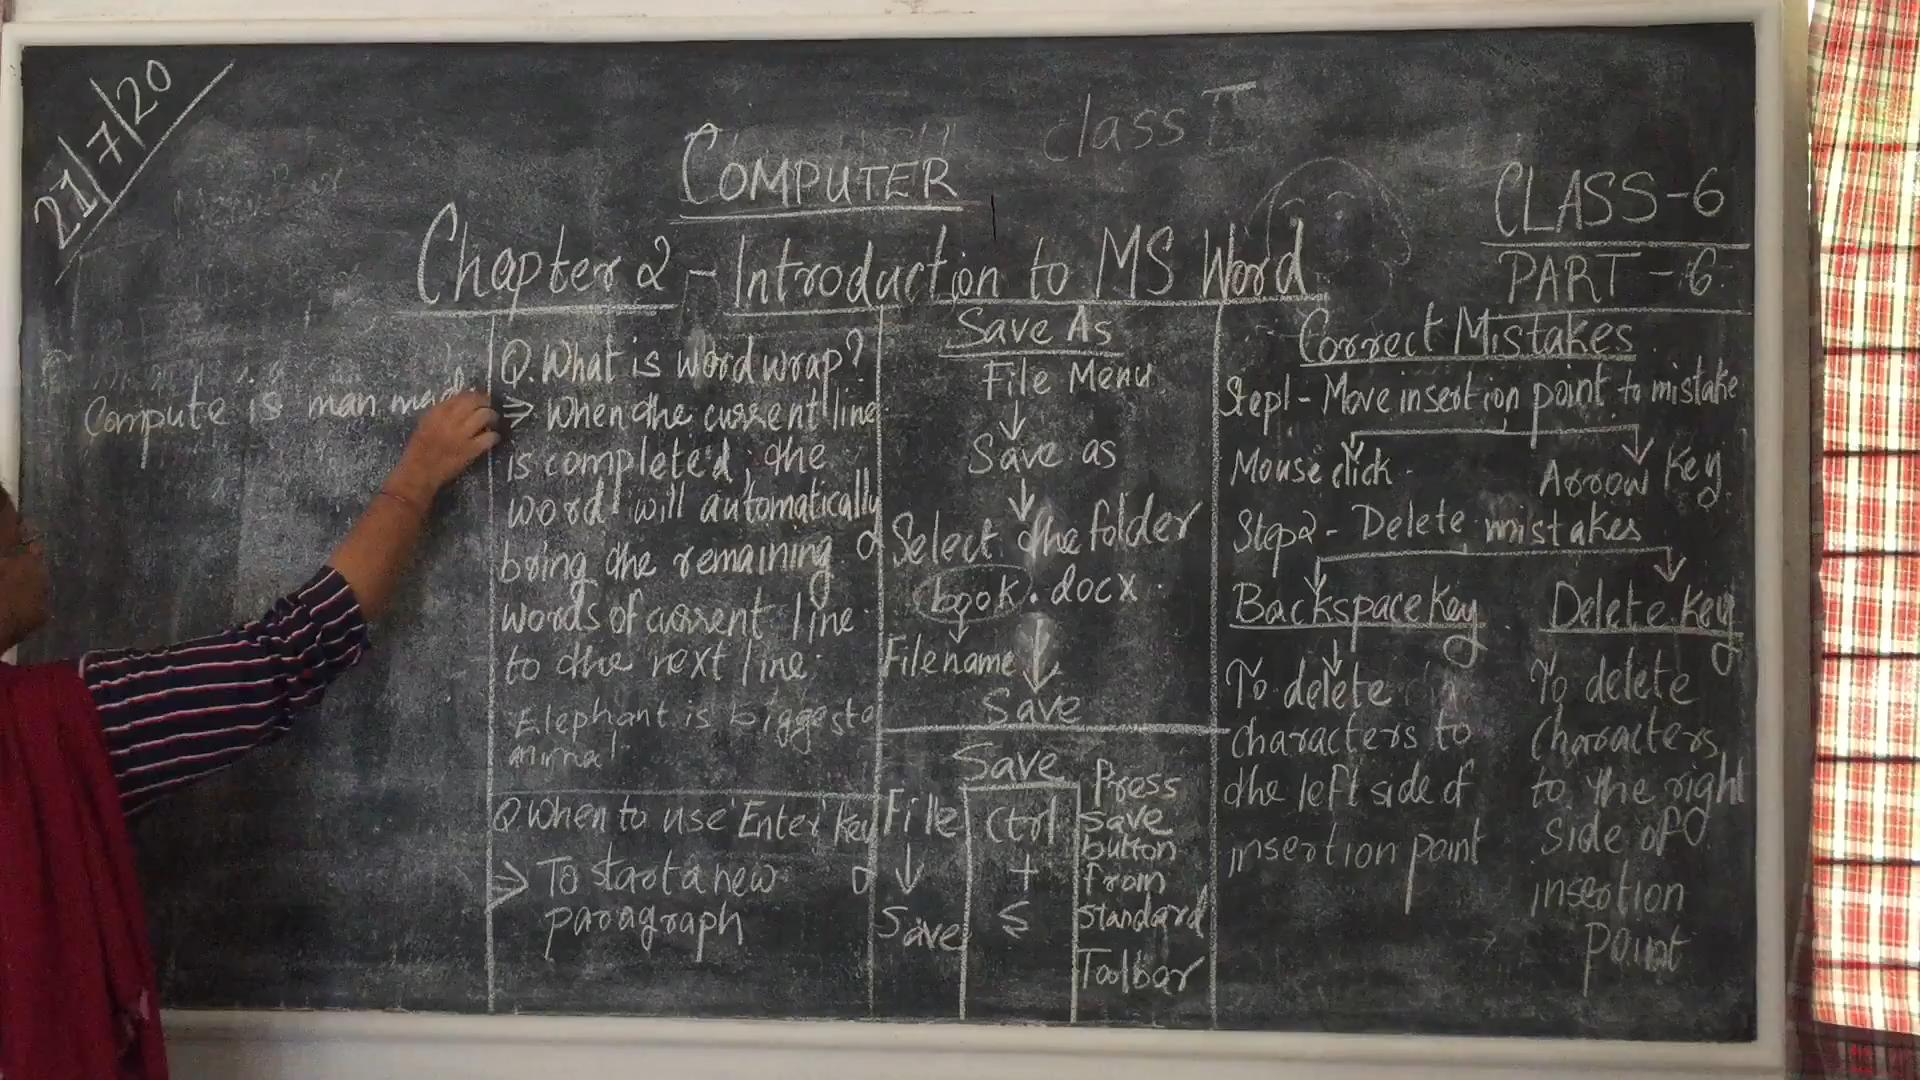 21/7/20
class II
COMPUTER
CLASS-6
PART-6
Chapter 2 - Introduction to MS Word
Compute is man made
Q. What is word wrap?
⇒ When the current line
is completed, the
word will automatically
bring the remaining
words of current line
to the next line.
Elephant is biggest
animal.
Q When to use 'Enter' key
⇒ To start a new
paragraph
Save As
File Menu
↓
Save as
↓
Select the folder
book.docx
Filename
Save
Save
File
↓
Save
Ctrl
+
S
Press
save
button
from
standard
Toolbar
Correct Mistakes
Step1 - Move insertion point to mistake
Mouse click
Arrow key
Step2 - Delete mistakes
Backspace key
To delete
characters to
the left side of
insertion point
Delete key
To delete
characters
to the right
side of
insertion
point